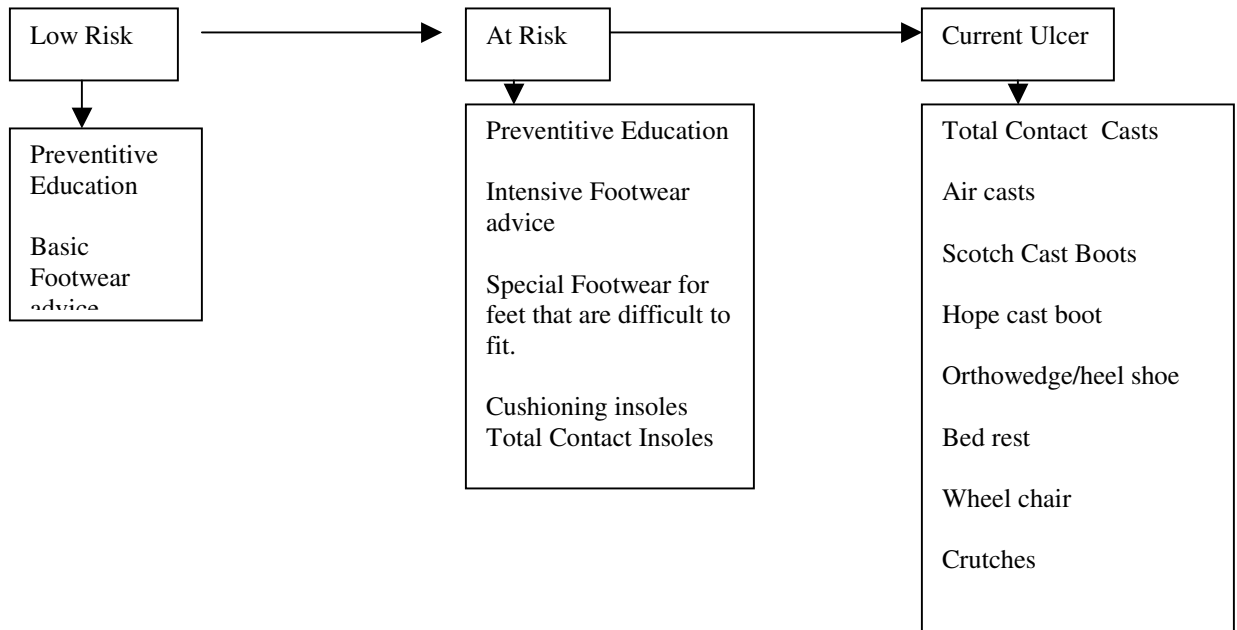 Low Risk
At Risk
Current Ulcer
Preventitive
Education
Basic
Footwear
advice
Preventitive Education
Intensive Footwear
advice
Special Footwear for
feet that are difficult to
fit.
Cushioning insoles
Total Contact Insoles
Total Contact  Casts
Air casts
Scotch Cast Boots
Hope cast boot
Orthowedge/heel shoe
Bed rest
Wheel chair
Crutches